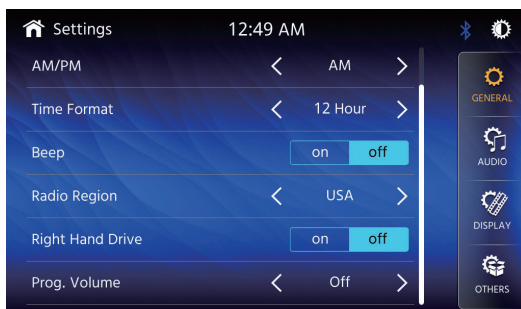 Settings 12:49 AM
AM/PM AM
Time Format 12 Hour
Beep on off
Radio Region USA
Right Hand Drive on off
Prog. Volume Off
GENERAL
AUDIO
DISPLAY
OTHERS